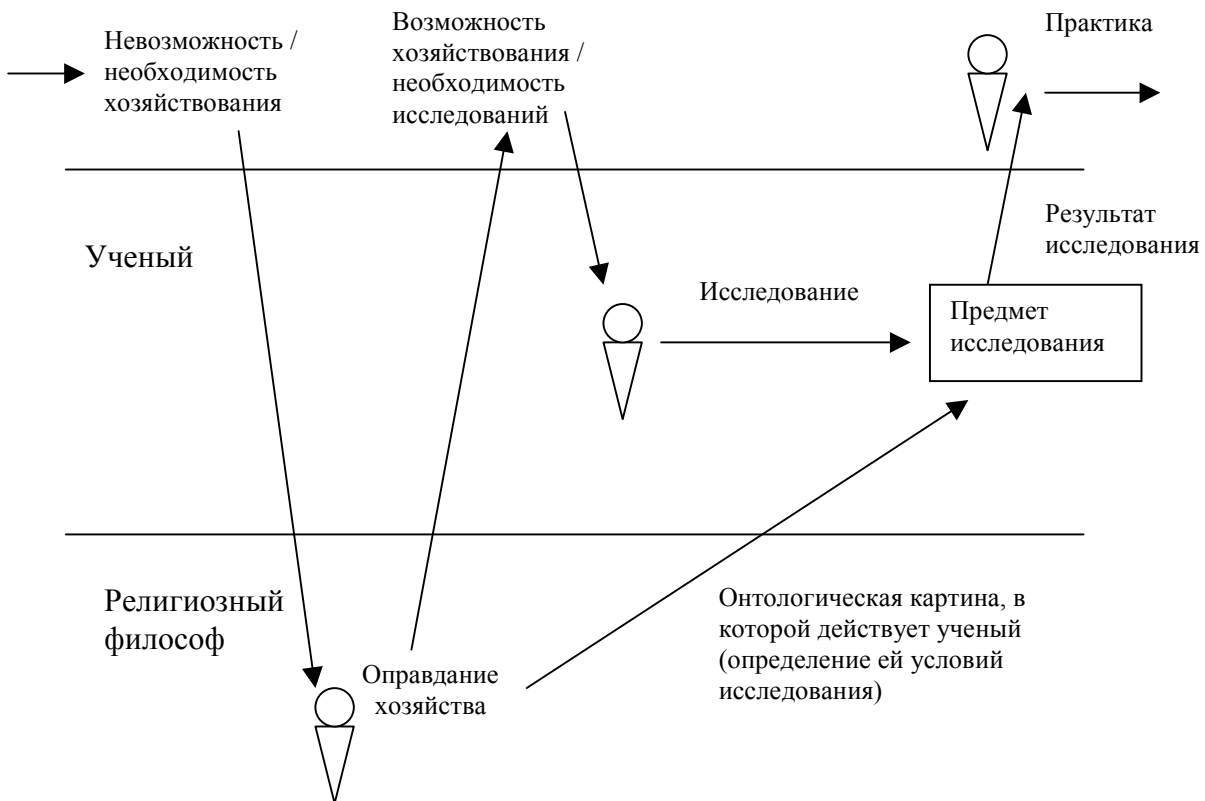 Невозможность /
необходимость
хозяйствования
Возможность
хозяйствования /
необходимость
исследований
Практика
Ученый
Исследование
Результат
исследования
Предмет
исследования
Религиозный
философ
Оправдание
хозяйства
Онтологическая картина, в
которой действует ученый
(определение ей условий
исследования)